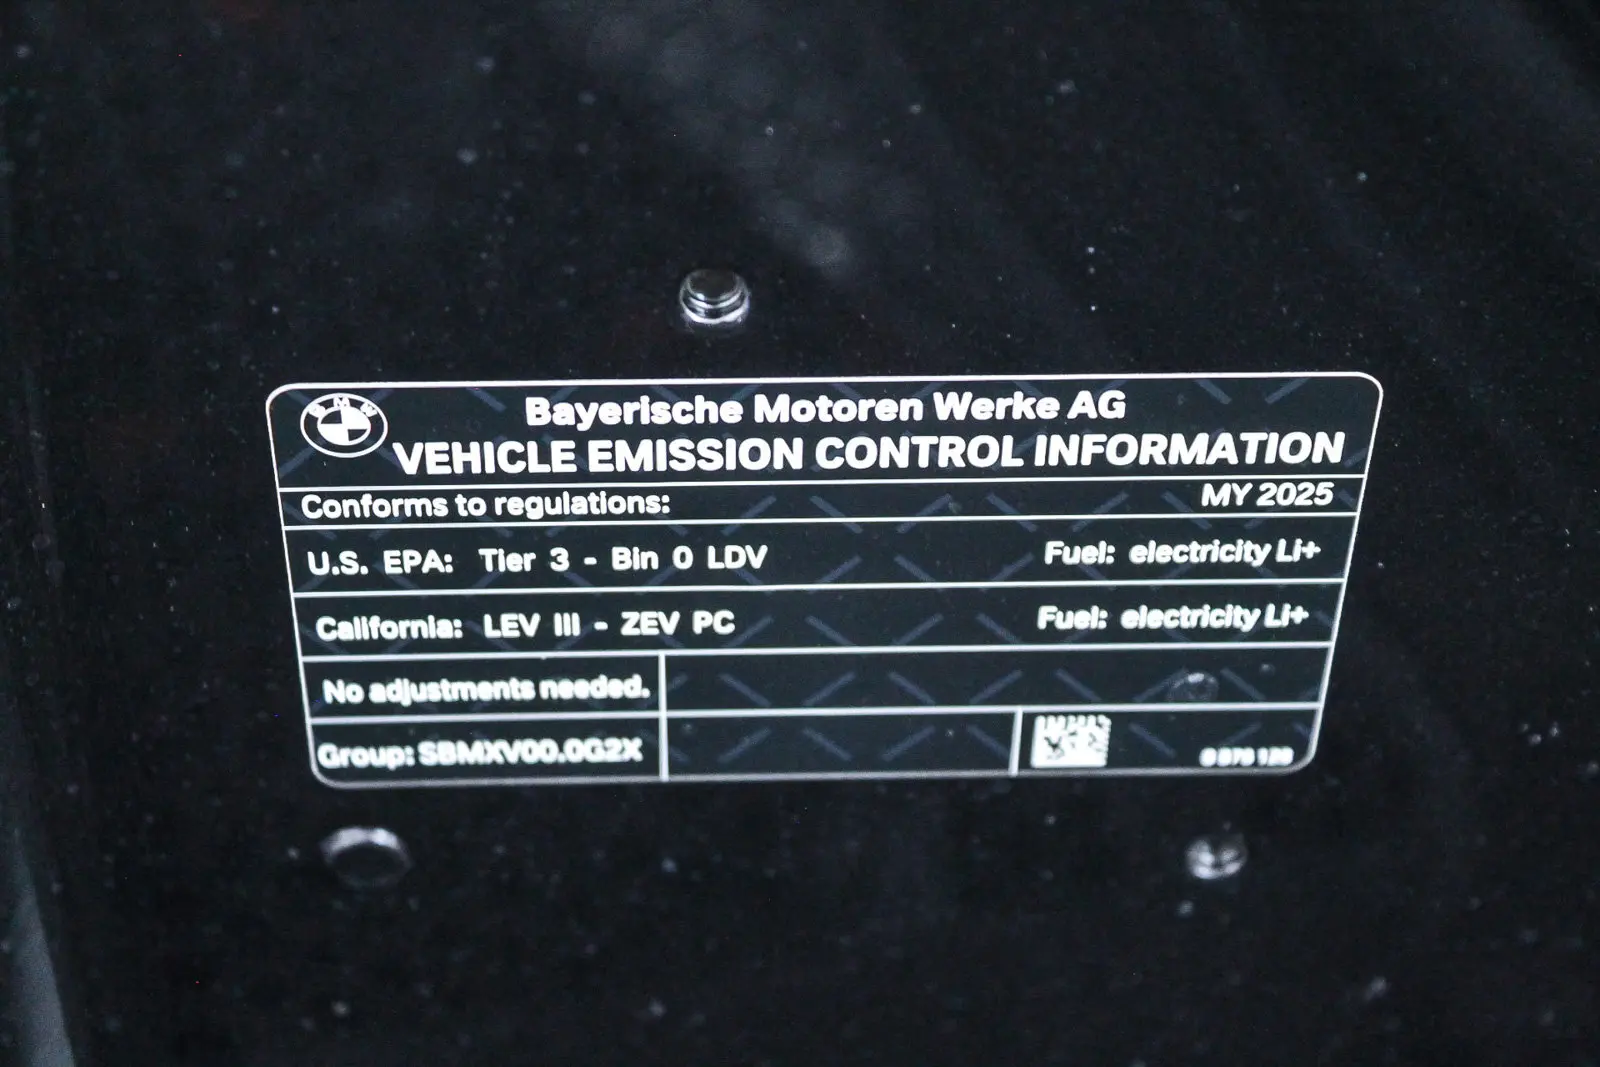 BMW
Bayerische Motoren Werke AG
VEHICLE EMISSION CONTROL INFORMATION
Conforms to regulations: MY 2025
U.S. EPA: Tier 3 - Bin 0 LDV Fuel: electricity Li+
California: LEV III - ZEV PC Fuel: electricity Li+
No adjustments needed.
Group: SBMXV00.0G2X